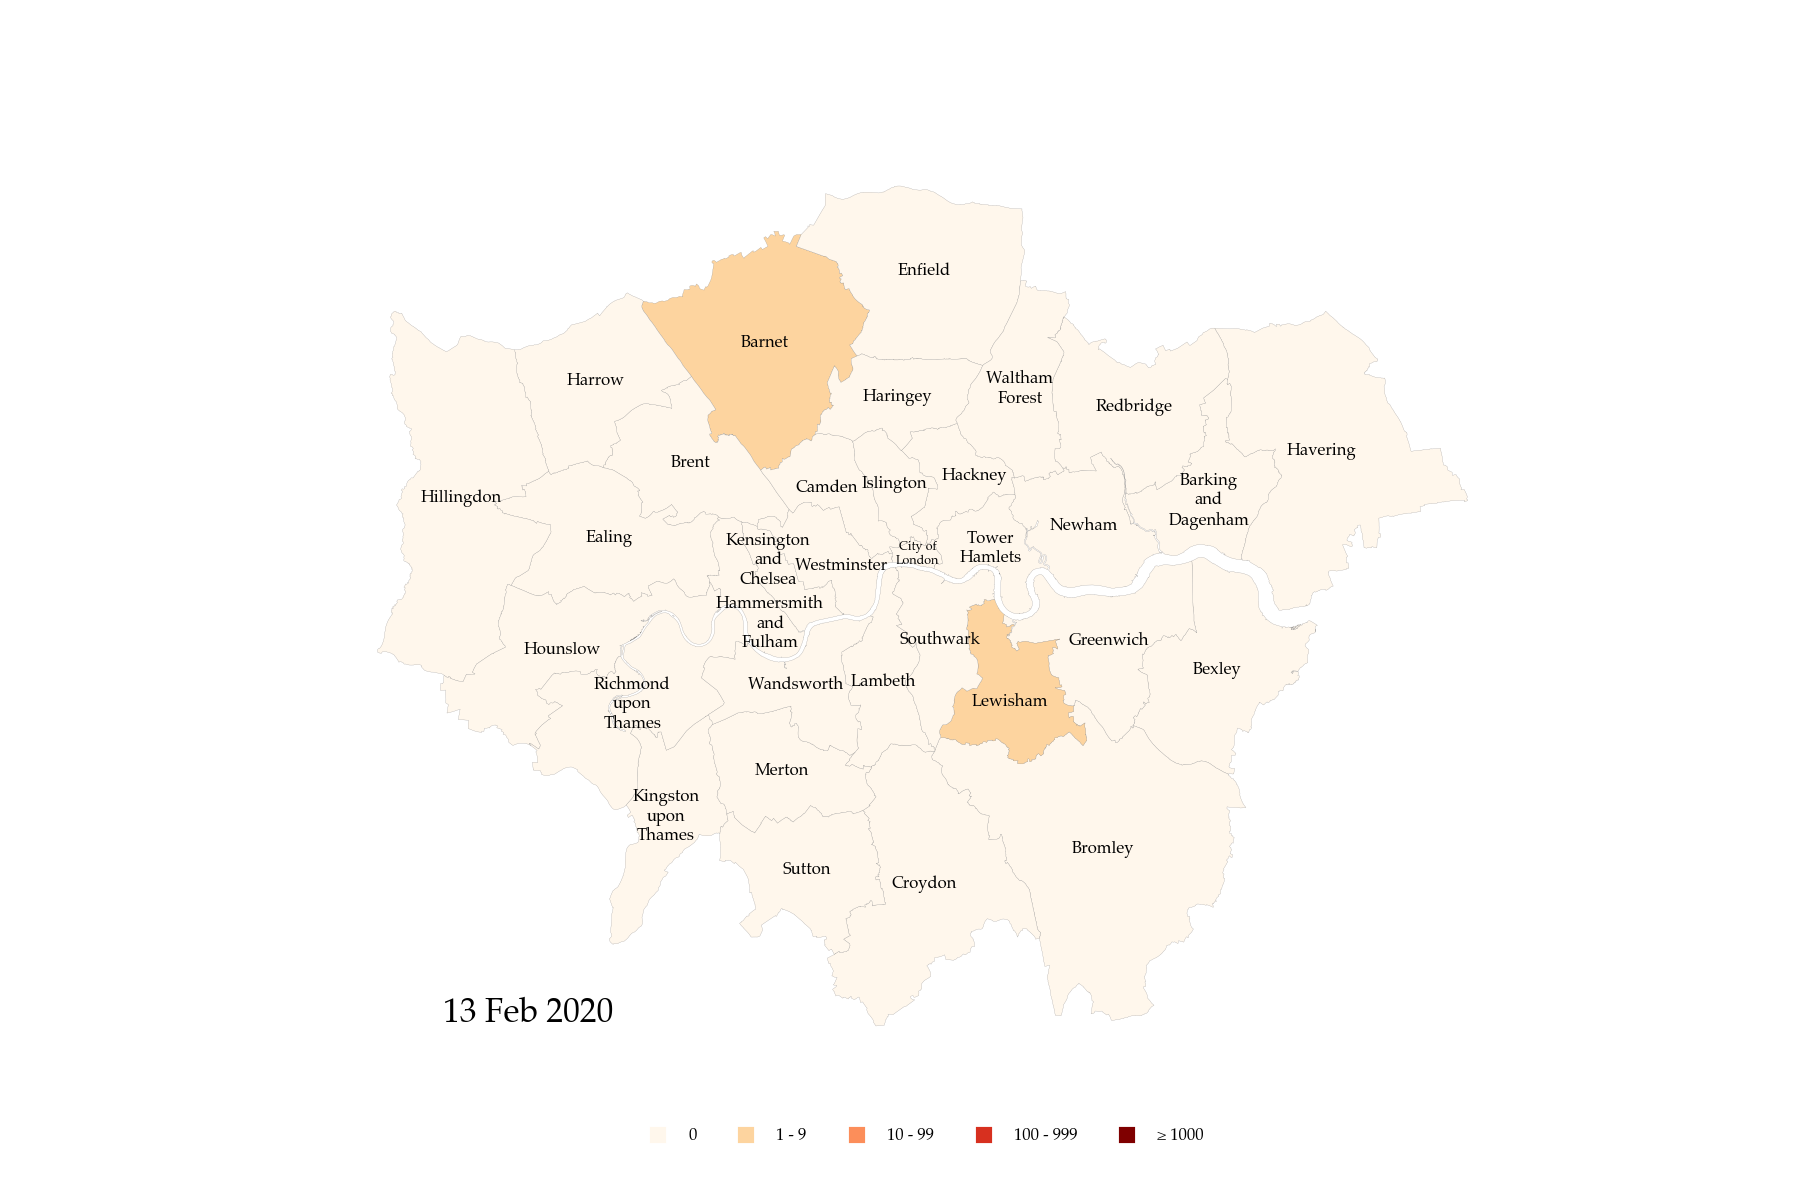 Enfield
Barnet
Harrow
Haringey
Waltham
Forest
Redbridge
Havering
Brent
Hillingdon
Camden
Islington
Hackney
Barking
and
Dagenham
Newham
Ealing
Kensington
and
Chelsea
Westminster
City of
London
Tower
Hamlets
Hammersmith
and
Fulham
Hounslow
Southwark
Greenwich
Bexley
Richmond
upon
Thames
Wandsworth
Lambeth
Lewisham
Merton
Kingston
upon
Thames
Sutton
Croydon
Bromley
13 Feb 2020
0
1 - 9
10 - 99
100 - 999
≥ 1000